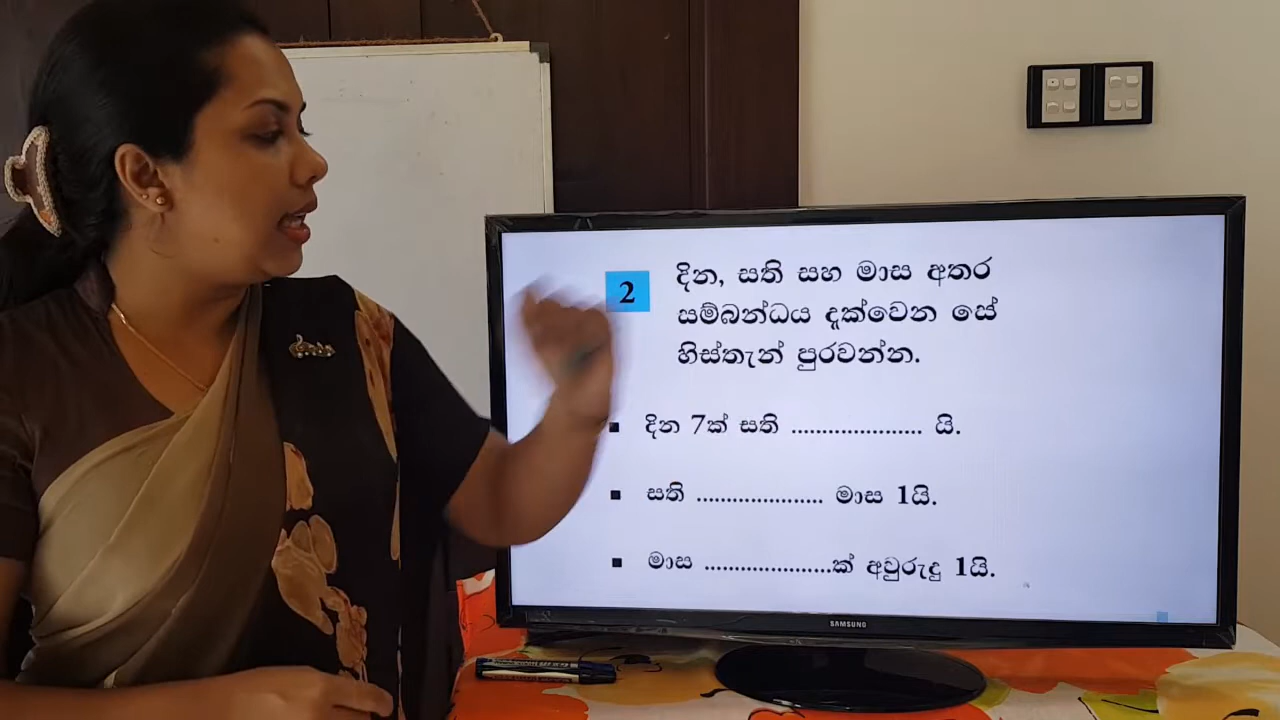 2
දින, සති සහ මාස අතර
සම්බන්ධය දැක්වෙන සේ
හිස්තැන් පුරවන්න.
දින 7ක් සති ...................... යි.
සති ..................... මාස 1යි.
මාස .....................ක් අවුරුදු 1යි.
SAMSUNG